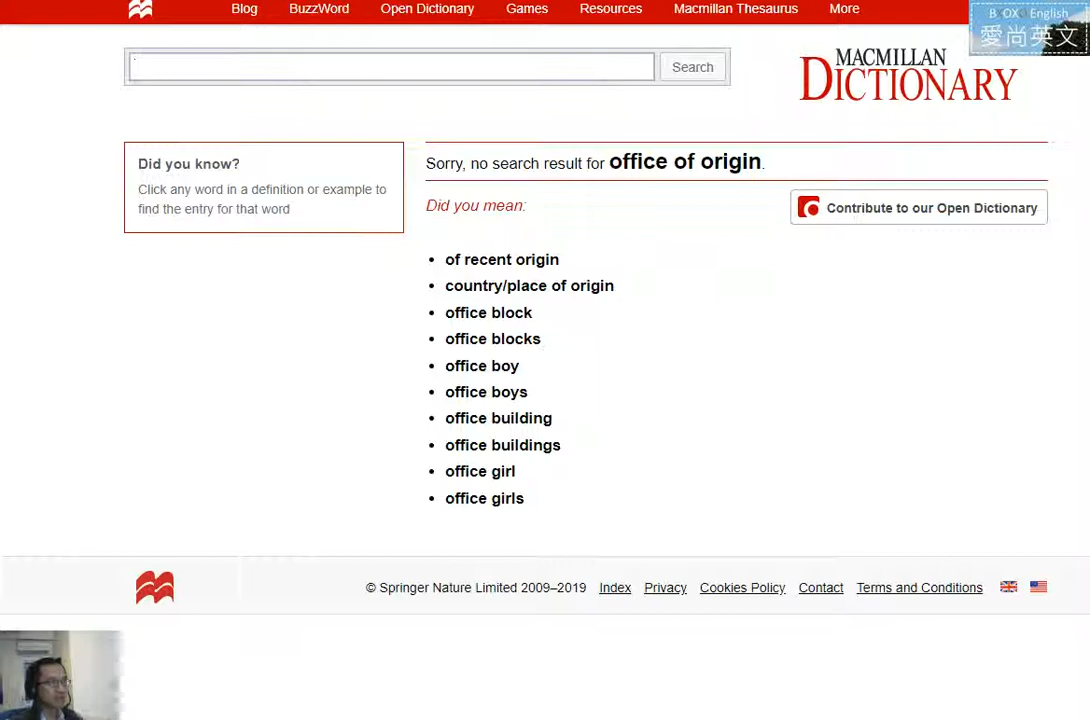 Blog BuzzWord Open Dictionary Games Resources Macmillan Thesaurus More
English
愛尚英文
Search
MACMILLAN
DICTIONARY
Did you know?
Click any word in a definition or example to
find the entry for that word
Sorry, no search result for office of origin.
Did you mean:
Contribute to our Open Dictionary
• of recent origin
• country/place of origin
• office block
• office blocks
• office boy
• office boys
• office building
• office buildings
• office girl
• office girls
© Springer Nature Limited 2009–2019 Index Privacy Cookies Policy Contact Terms and Conditions